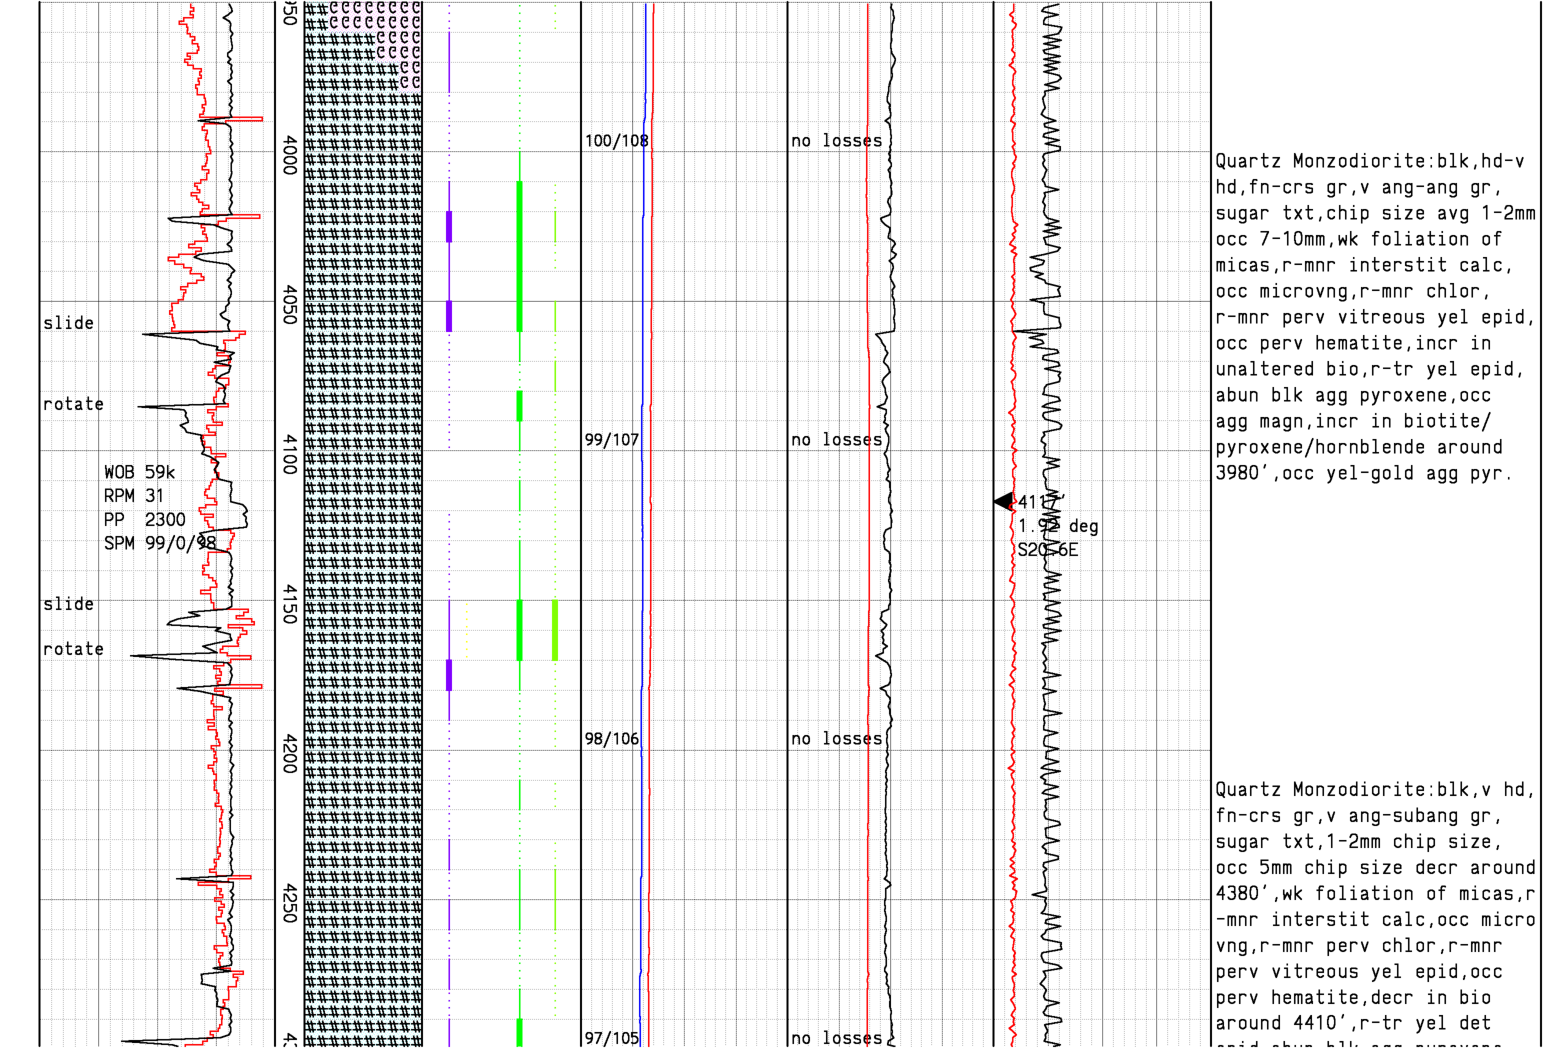 950
100/108
no losses
4000
4050
slide
rotate
99/107
no losses
4100
WOB 59k
RPM 31
PP 2300
SPM 99/0/98
4117'
1.92 deg
S20.6E
slide
4150
rotate
98/106
no losses
4200
4250
97/105
no losses
Quartz Monzodiorite:blk,hd-v
hd,fn-crs gr,v ang-ang gr,
sugar txt,chip size avg 1-2mm
occ 7-10mm,wk foliation of
micas,r-mnr interstit calc,
occ microvng,r-mnr chlor,
r-mnr perv vitreous yel epid,
occ perv hematite,incr in
unaltered bio,r-tr yel epid,
abun blk agg pyroxene,occ
agg magn,incr in biotite/
pyroxene/hornblende around
3980',occ yel-gold agg pyr.
Quartz Monzodiorite:blk,v hd,
fn-crs gr,v ang-subang gr,
sugar txt,1-2mm chip size,
occ 5mm chip size decr around
4380',wk foliation of micas,r
-mnr interstit calc,occ micro
vng,r-mnr perv chlor,r-mnr
perv vitreous yel epid,occ
perv hematite,decr in bio
around 4410',r-tr yel det
epid,abun blk agg pyroxene